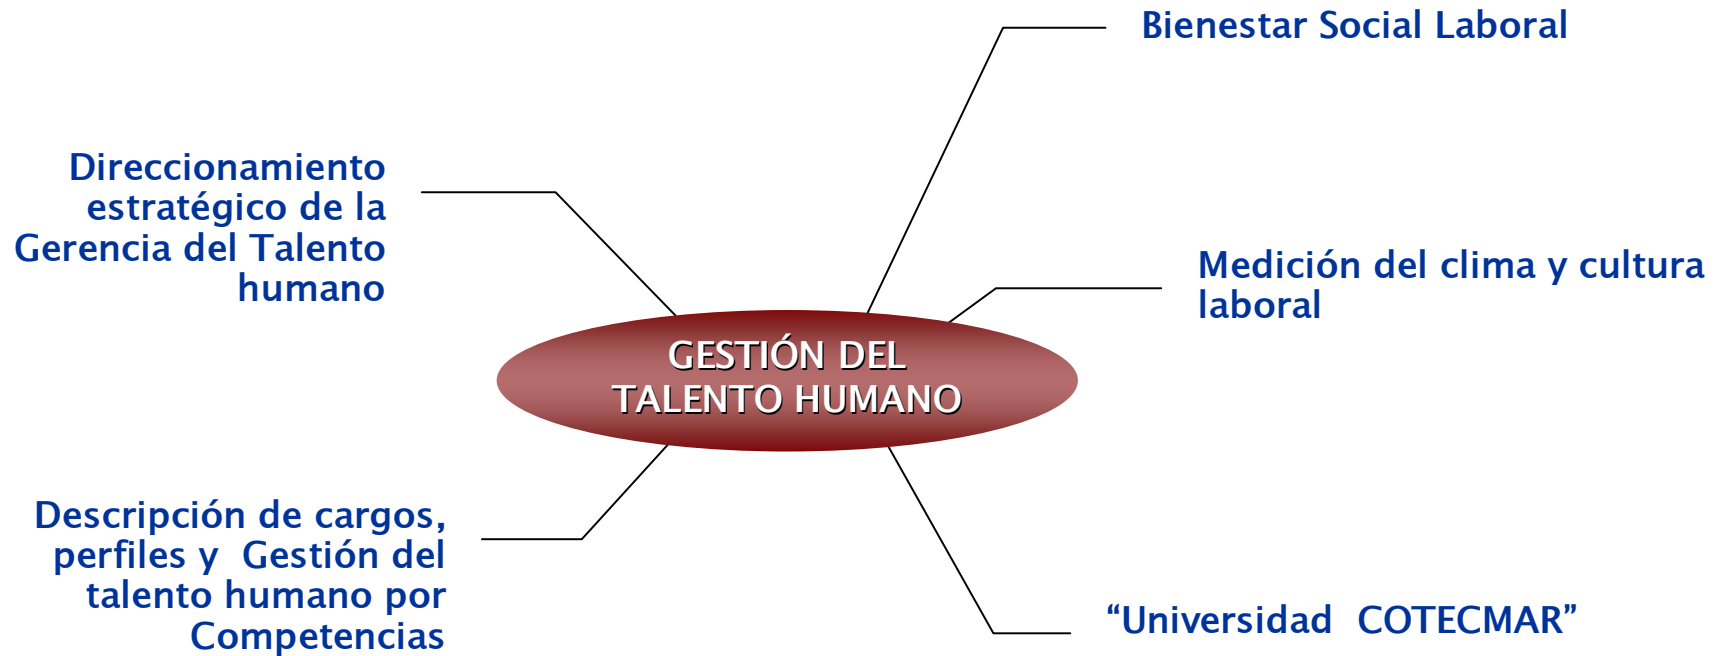 Bienestar Social Laboral
Direccionamiento
estratégico de la
Gerencia del Talento
humano
Medición del clima y cultura
laboral
GESTIÓN DEL
TALENTO HUMANO
Descripción de cargos,
perfiles y  Gestión del
talento humano por
Competencias
“Universidad  COTECMAR”